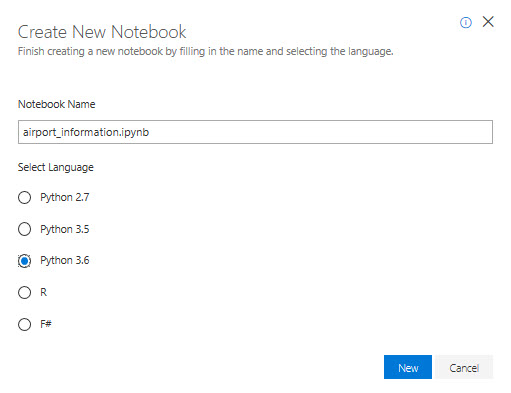 Create New Notebook
Finish creating a new notebook by filling in the name and selecting the language.
Notebook Name
airport_information.ipynb
Select Language
Python 2.7
Python 3.5
Python 3.6
R
F#
New Cancel